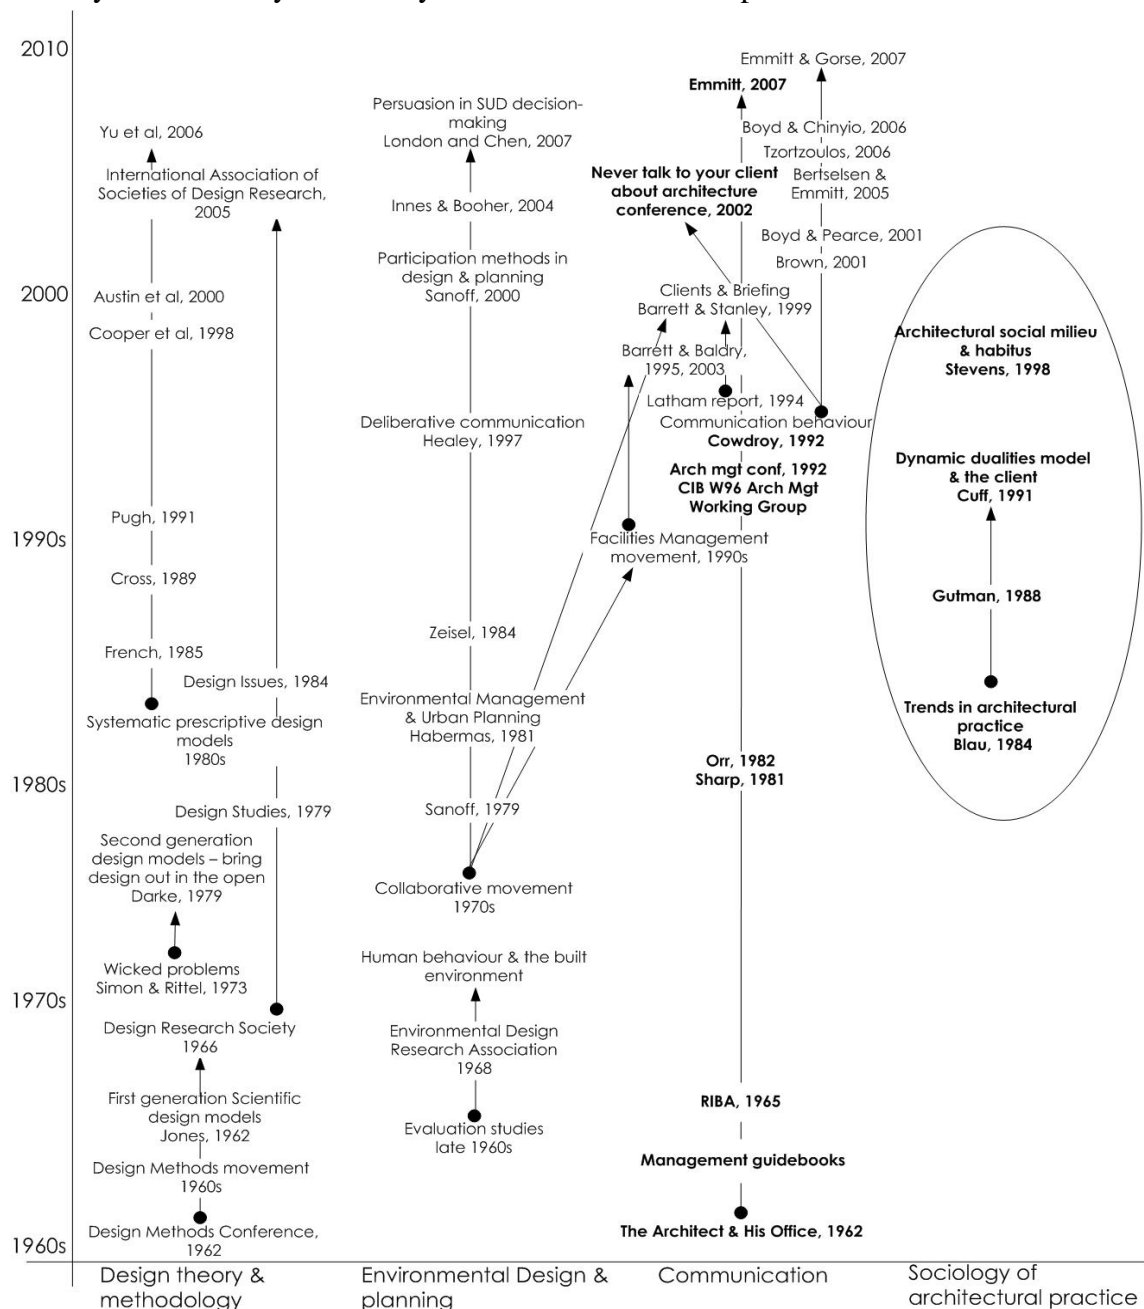 2010
2000
1990s
1980s
1970s
1960s
Yu et al, 2006
International Association of
Societies of Design Research,
2005
Austin et al, 2000
Cooper et al, 1998
Pugh, 1991
Cross, 1989
French, 1985
Design Issues, 1984
Systematic prescriptive design
models
1980s
Design Studies, 1979
Second generation
design models – bring
design out in the open
Darke, 1979
Wicked problems
Simon & Rittel, 1973
Design Research Society
1966
First generation Scientific
design models
Jones, 1962
Design Methods movement
1960s
Design Methods Conference,
1962
Design theory &
methodology
Persuasion in SUD decision-
making
London and Chen, 2007
Innes & Booher, 2004
Participation methods in
design & planning
Sanoff, 2000
Deliberative communication
Healey, 1997
Zeisel, 1984
Environmental Management
& Urban Planning
Habermas, 1981
Sanoff, 1979
Collaborative movement
1970s
Human behaviour & the built
environment
Environmental Design
Research Association
1968
Evaluation studies
late 1960s
Environmental Design &
planning
Emmitt & Gorse, 2007
Emmitt, 2007
Boyd & Chinyio, 2006
Tzortzoulos, 2006
Never talk to your client
about architecture
conference, 2002
Bertselsen &
Emmitt, 2005
Boyd & Pearce, 2001
Brown, 2001
Clients & Briefing
Barrett & Stanley, 1999
Barrett & Baldry,
1995, 2003
Latham report, 1994
Communication behaviour
Cowdroy, 1992
Arch mgt conf, 1992
CIB W96 Arch Mgt
Working Group
Facilities Management
movement, 1990s
Orr, 1982
Sharp, 1981
RIBA, 1965
Management guidebooks
The Architect & His Office, 1962
Communication
Architectural social milieu
& habitus
Stevens, 1998
Dynamic dualities model
& the client
Cuff, 1991
Gutman, 1988
Trends in architectural
practice
Blau, 1984
Sociology of
architectural practice